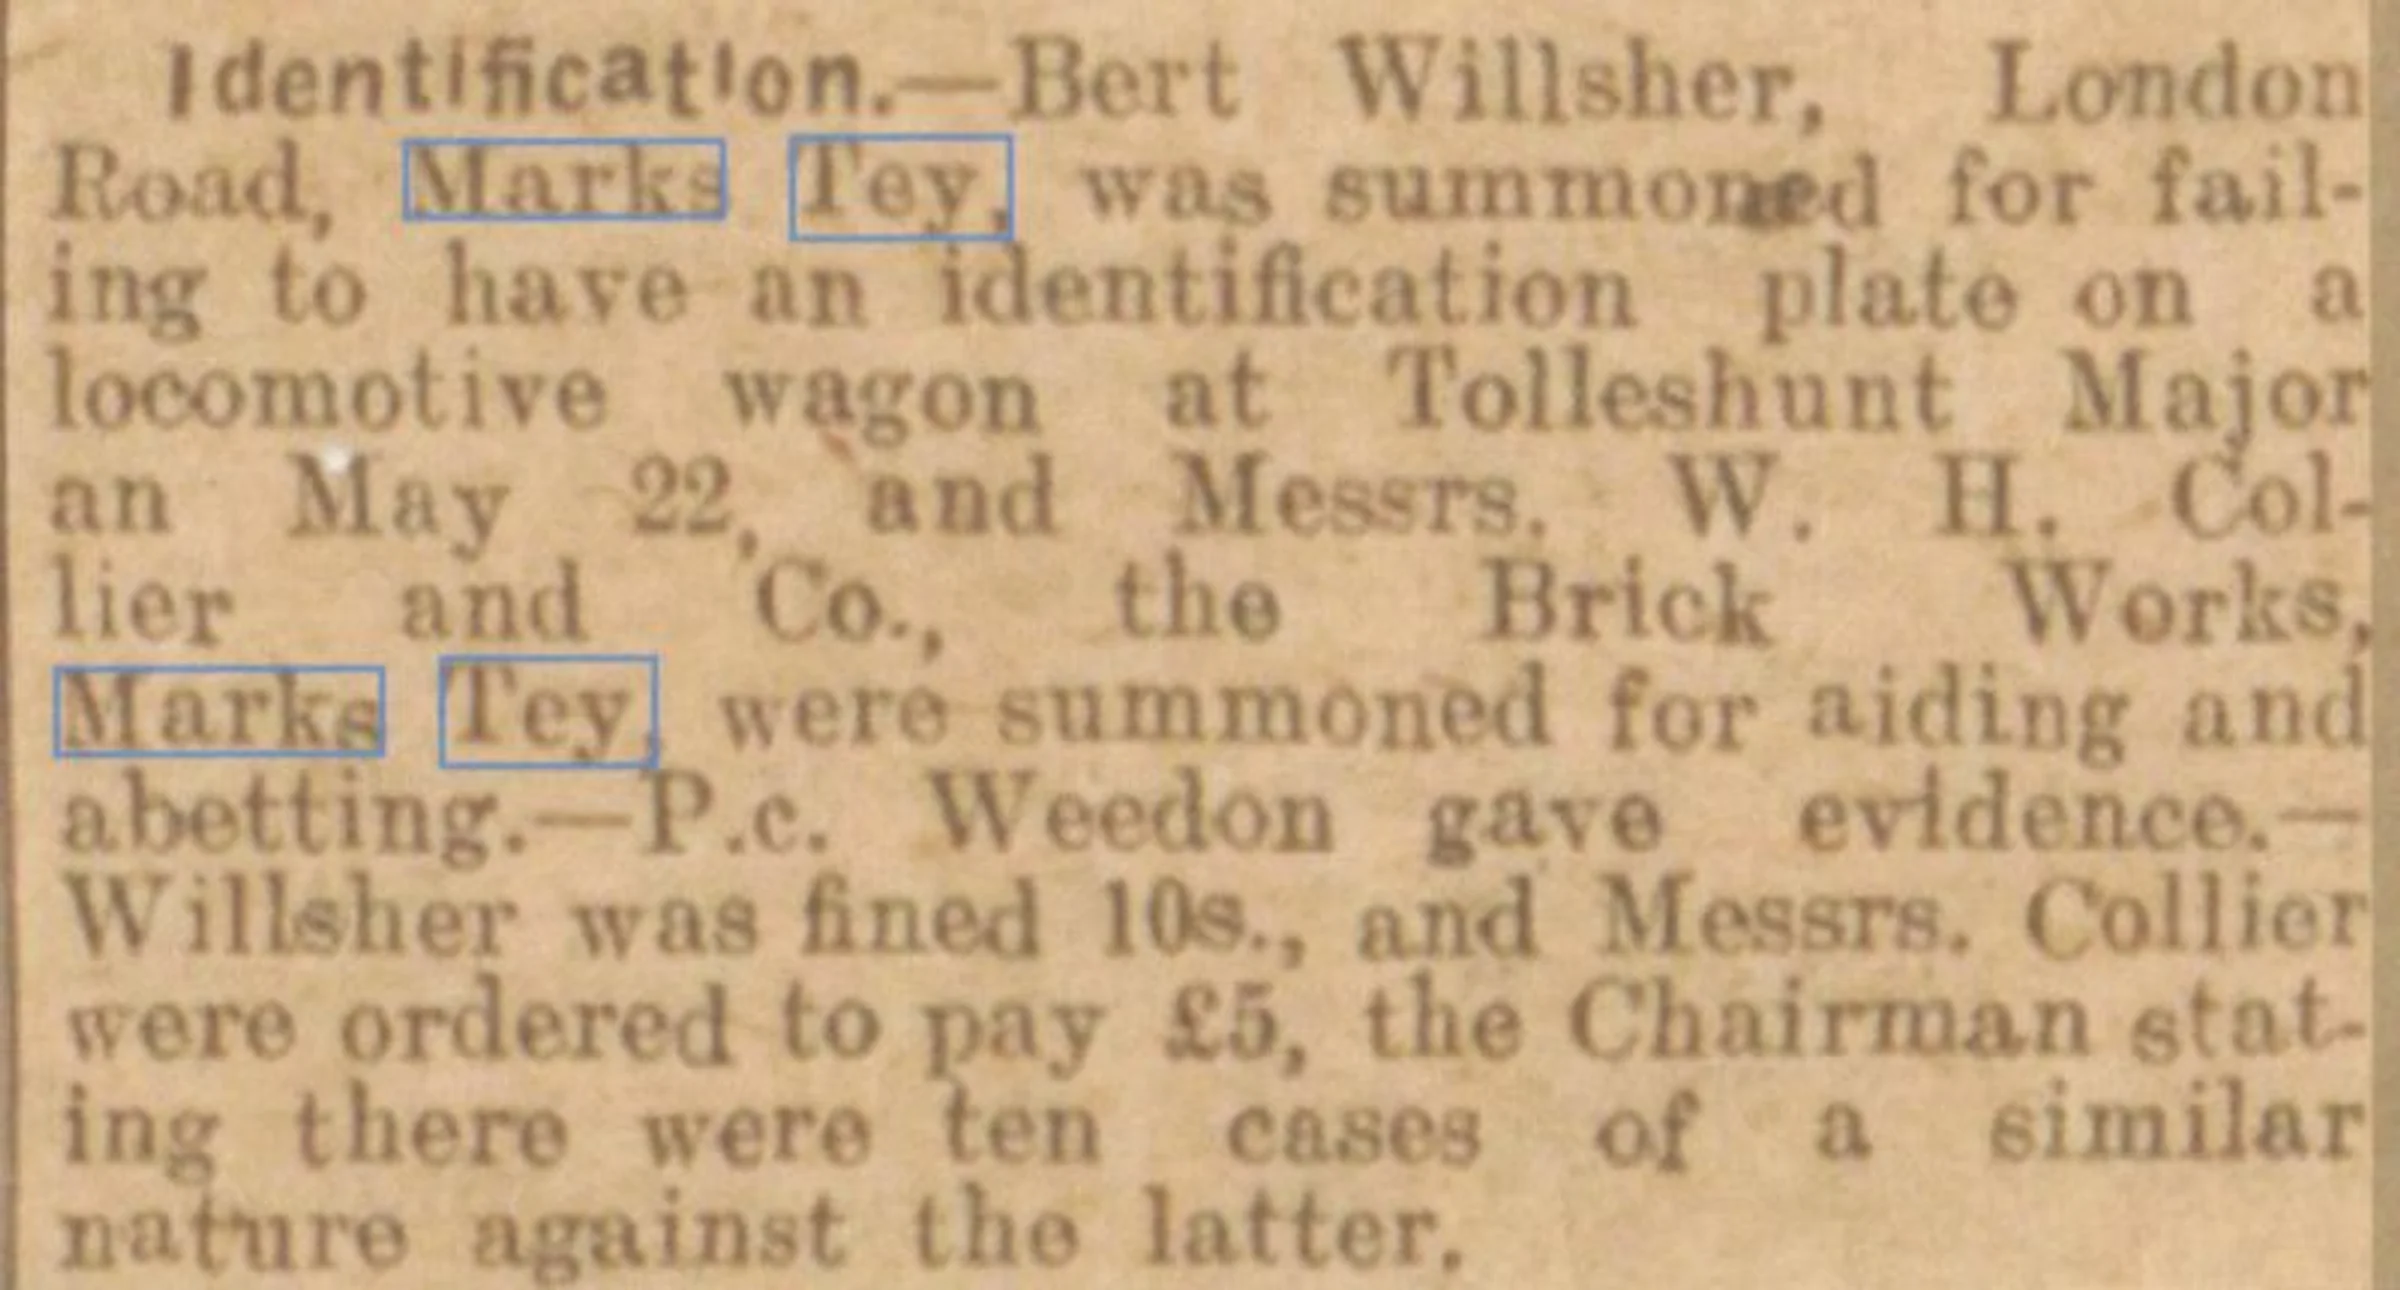 Identification.—Bert Willsher, London
Road, Marks Tey, was summoned for fail-
ing to have an identification plate on a
locomotive wagon at Tolleshunt Major
an May 22, and Messrs. W. H. Col-
lier and Co., the Brick Works,
Marks Tey, were summoned for aiding and
abetting.—P.c. Weedon gave evidence.—
Willsher was fined 10s., and Messrs. Collier
were ordered to pay £5, the Chairman stat-
ing there were ten cases of a similar
nature against the latter.